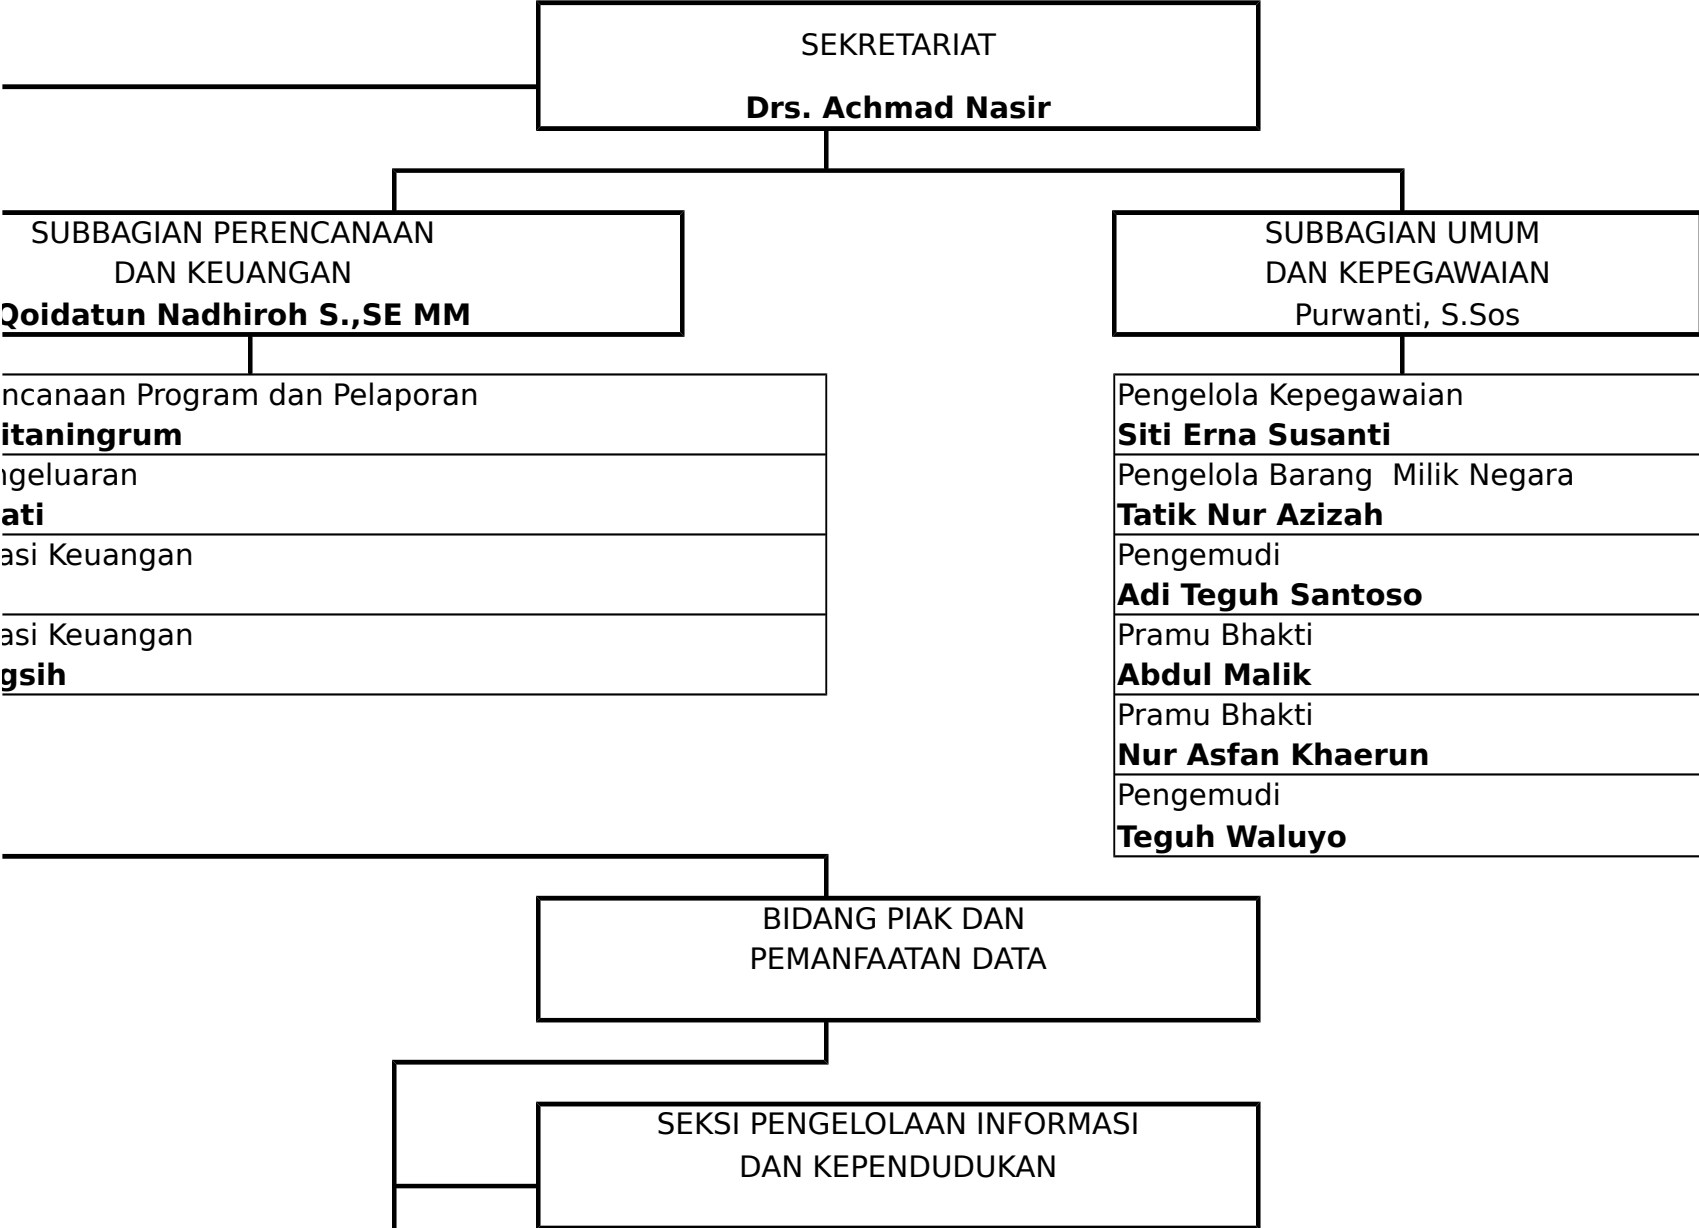 SEKRETARIAT
Drs. Achmad Nasir
SUBBAGIAN PERENCANAAN
DAN KEUANGAN
Qoidatun Nadhiroh S.,SE MM
ncanaan Program dan Pelaporan
itaningrum
ngeluaran
ati
asi Keuangan
asi Keuangan
gsih
SUBBAGIAN UMUM
DAN KEPEGAWAIAN
Purwanti, S.Sos
Pengelola Kepegawaian
Siti Erna Susanti
Pengelola Barang  Milik Negara
Tatik Nur Azizah
Pengemudi
Adi Teguh Santoso
Pramu Bhakti
Abdul Malik
Pramu Bhakti
Nur Asfan Khaerun
Pengemudi
Teguh Waluyo
BIDANG PIAK DAN
PEMANFAATAN DATA
SEKSI PENGELOLAAN INFORMASI
DAN KEPENDUDUKAN